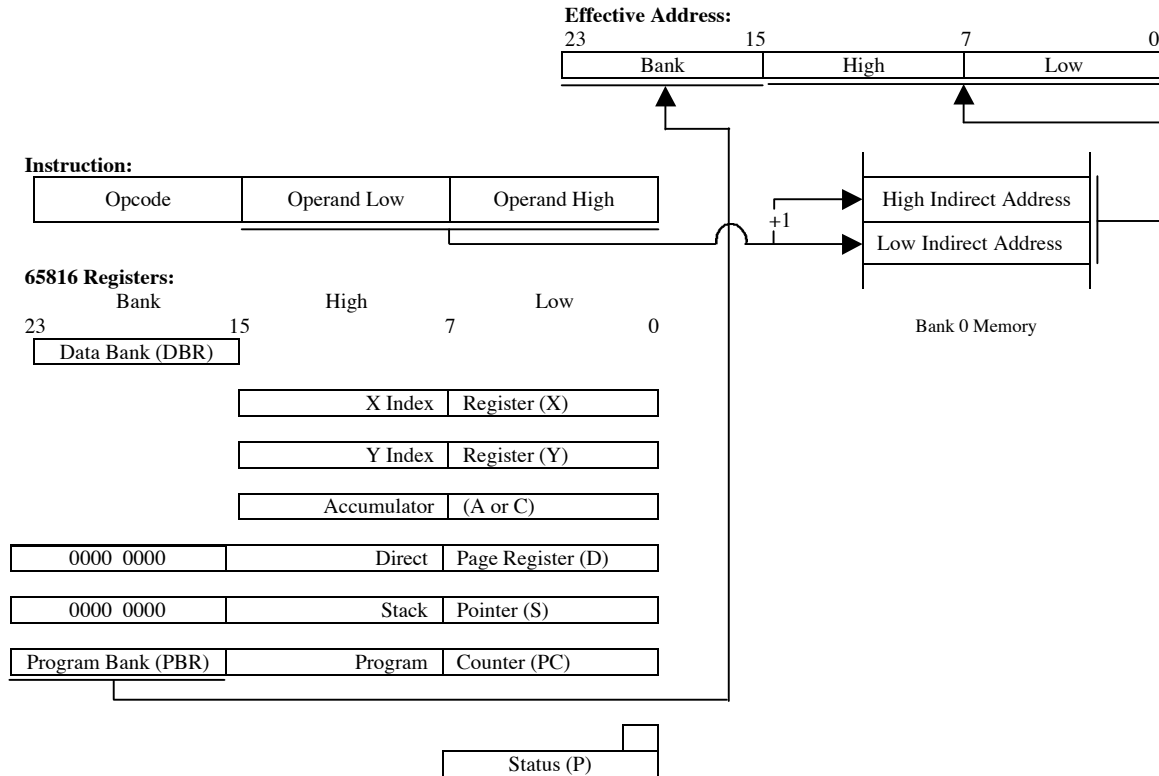 Effective Address:
23 15 7 0
Bank High Low
Instruction:
Opcode Operand Low Operand High
High Indirect Address
+1
Low Indirect Address
65816 Registers:
Bank High Low
23 15 7 0
Bank 0 Memory
Data Bank (DBR)
X Index Register (X)
Y Index Register (Y)
Accumulator (A or C)
0000 0000 Direct Page Register (D)
0000 0000 Stack Pointer (S)
Program Bank (PBR) Program Counter (PC)
Status (P)